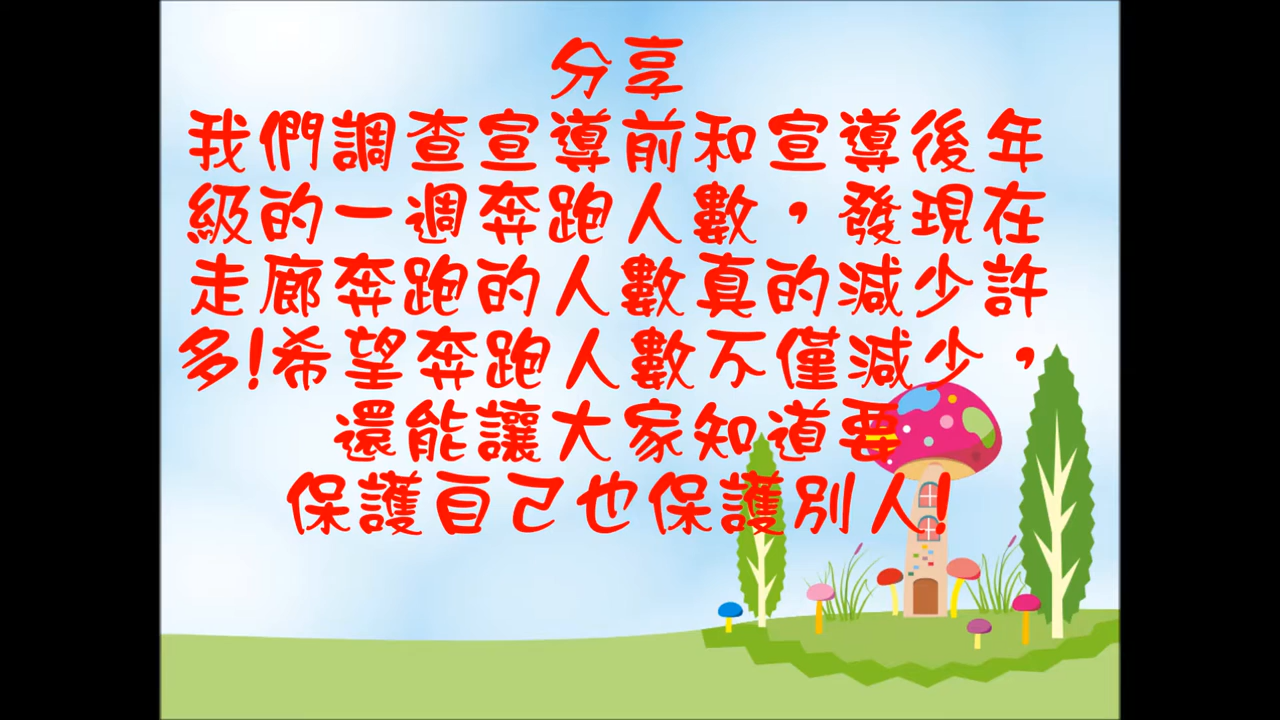 分享
我們調查宣導前和宣導後年
級的一週奔跑人數，發現在
走廊奔跑的人數真的減少許
多!希望奔跑人數不僅減少，
還能讓大家知道要
保護自己也保護別人!